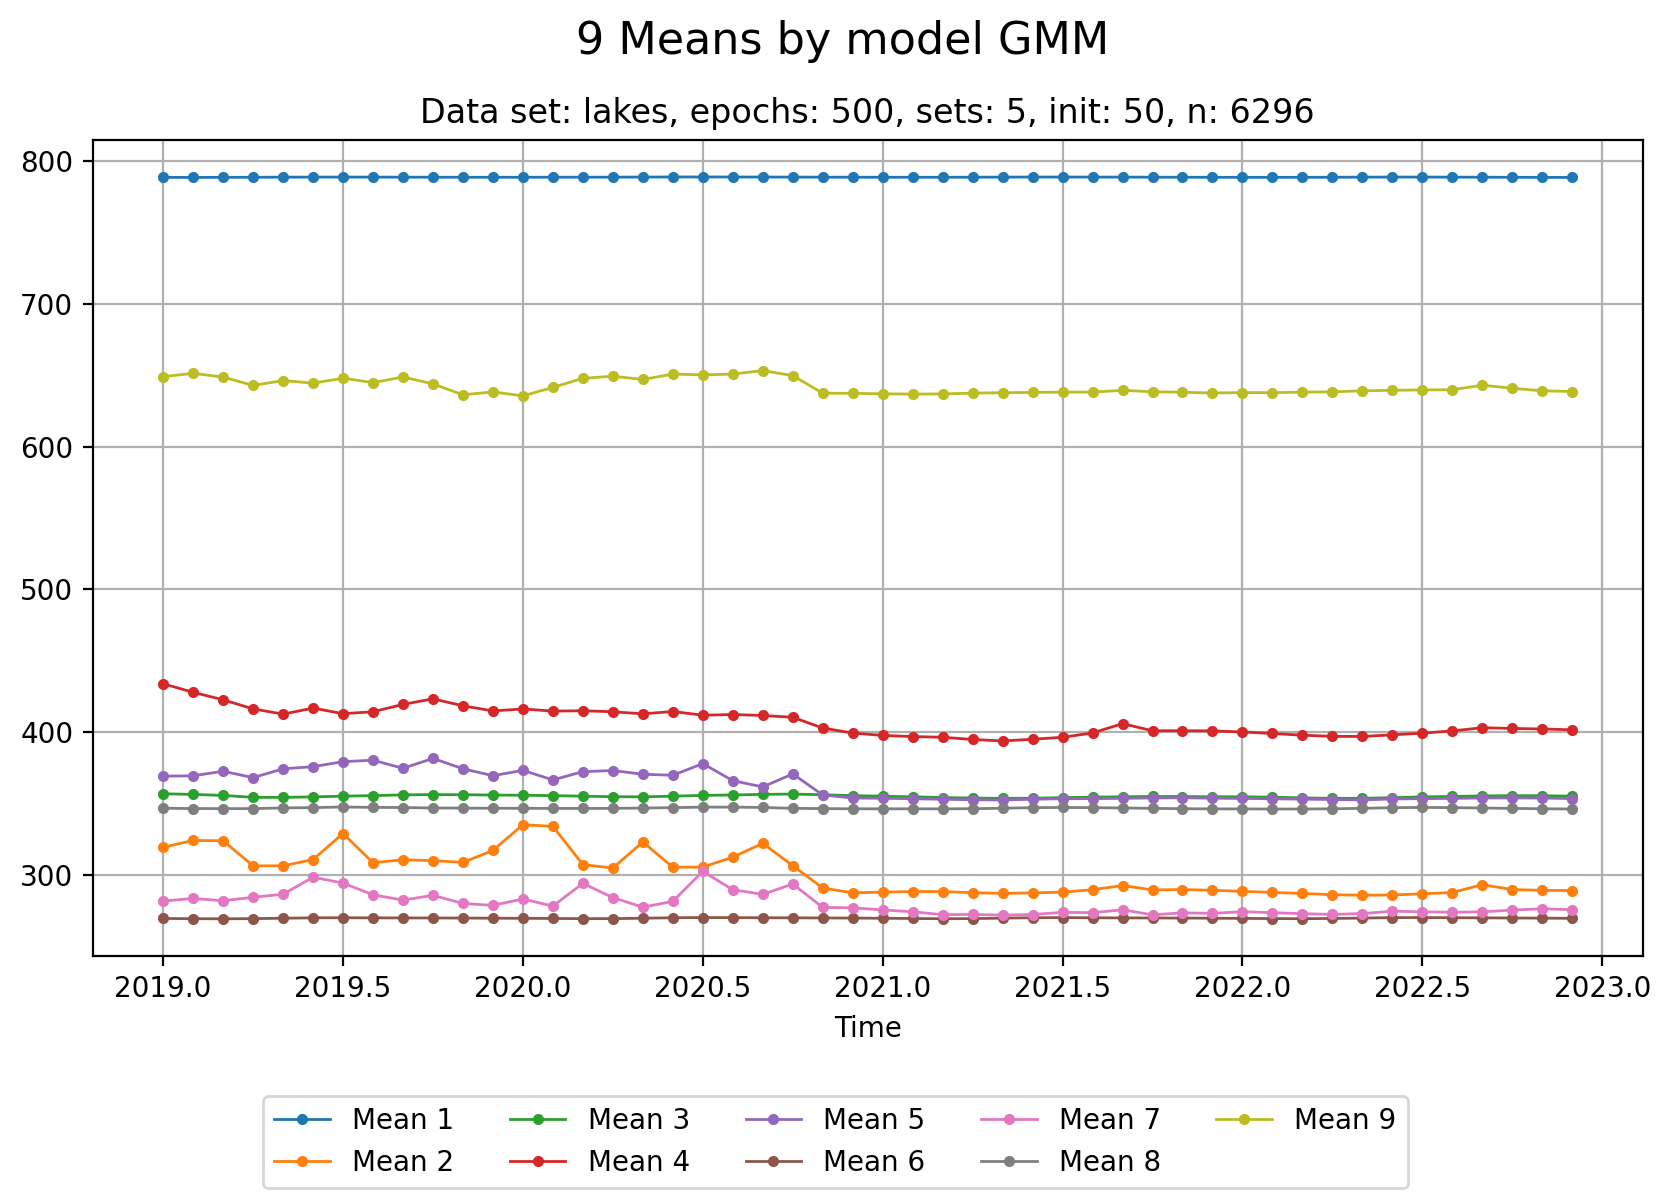 9 Means by model GMM
Data set: lakes, epochs: 500, sets: 5, init: 50, n: 6296
800
700
600
500
400
300
2019.0 2019.5 2020.0 2020.5 2021.0 2021.5 2022.0 2022.5 2023.0
Time
Mean 1 Mean 3 Mean 5 Mean 7 Mean 9
Mean 2 Mean 4 Mean 6 Mean 8